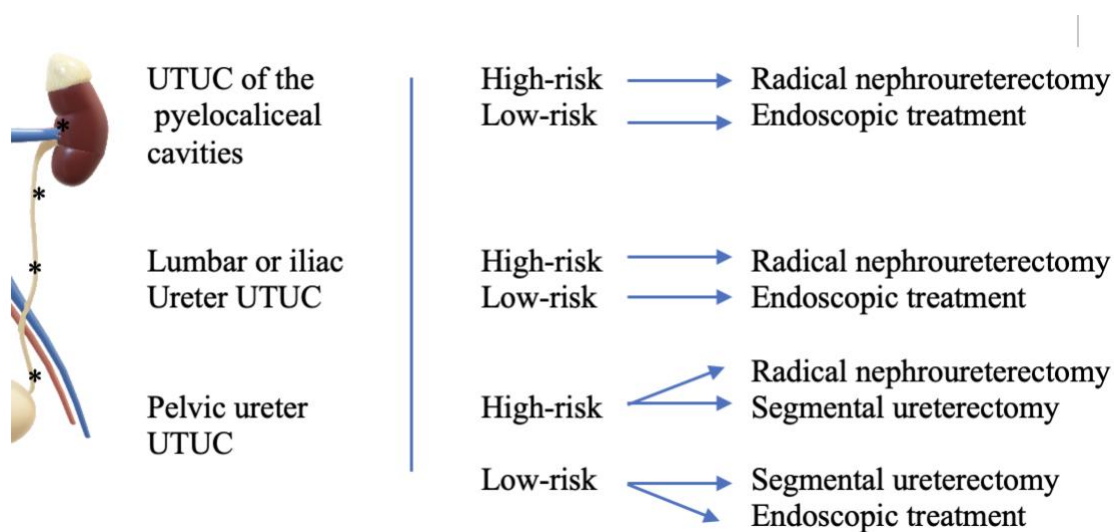 UTUC of the
pyelocaliceal
cavities
High-risk
Radical nephroureterectomy
Low-risk
Endoscopic treatment
Lumbar or iliac
Ureter UTUC
High-risk
Radical nephroureterectomy
Low-risk
Endoscopic treatment
Pelvic ureter
UTUC
High-risk
Radical nephroureterectomy
Segmental ureterectomy
Low-risk
Segmental ureterectomy
Endoscopic treatment
*
*
*
*